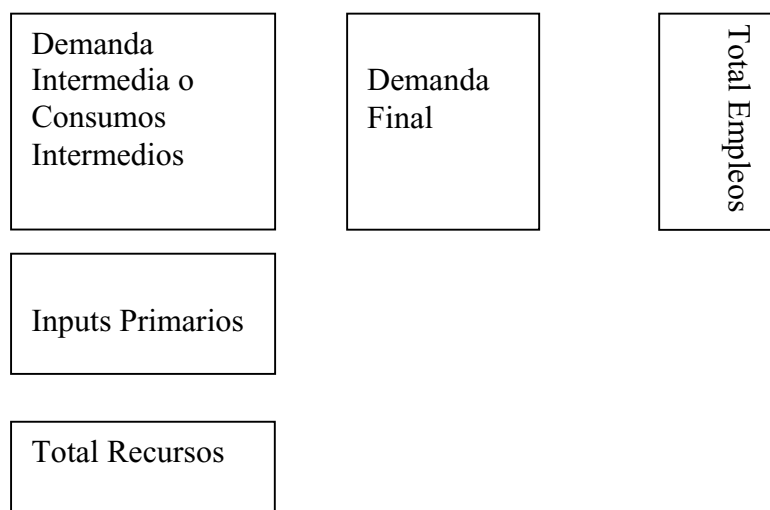 Demanda
Intermedia o
Consumos
Intermedios
Demanda
Final
Total Empleos
Inputs Primarios
Total Recursos